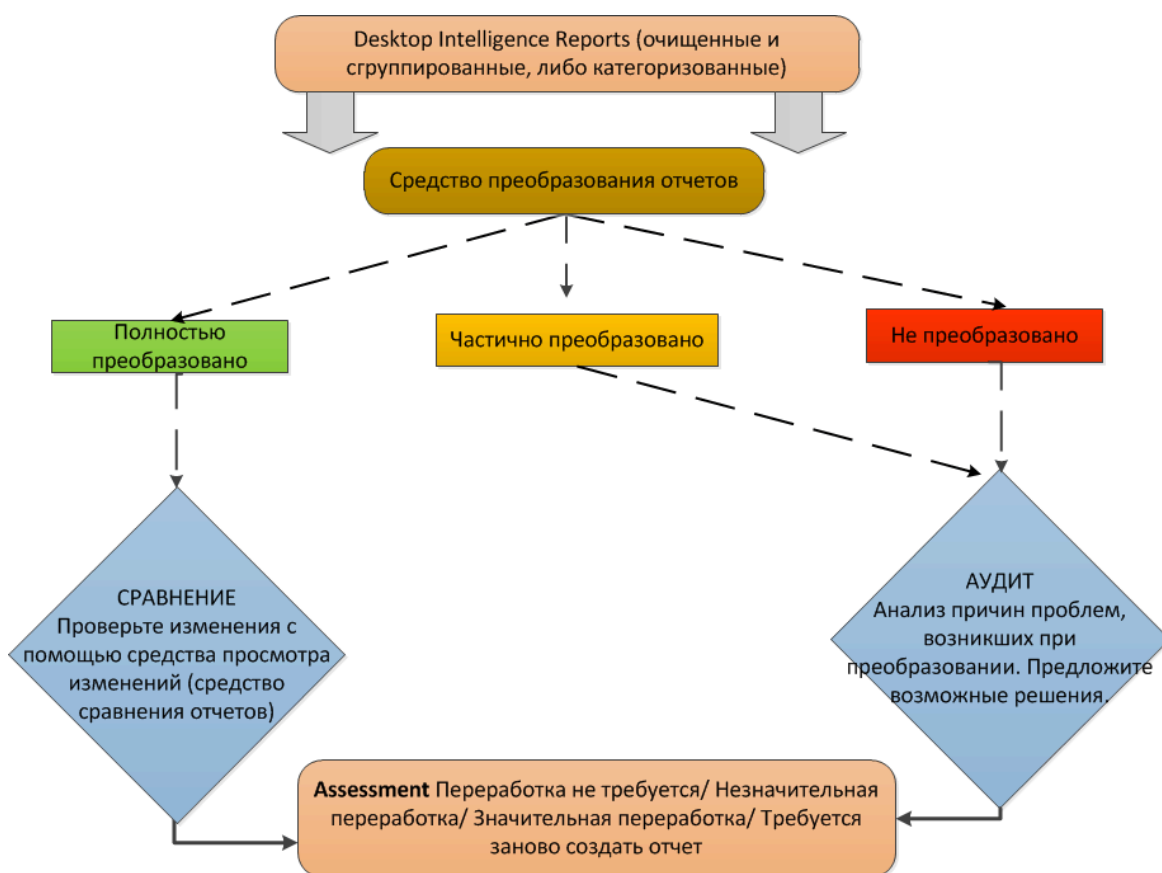 Desktop Intelligence Reports (очищенные и
сгруппированные, либо категоризованные)
Средство преобразования отчетов
Полностью
преобразовано
Частично преобразовано
Не преобразовано
СРАВНЕНИЕ
Проверьте изменения с
помощью средства просмотра
изменений (средство
сравнения отчетов)
АУДИТ
Анализ причин проблем,
возникших при
преобразовании. Предложите
возможные решения.
Assessment Переработка не требуется/ Незначительная
переработка/ Значительная переработка/ Требуется
заново создать отчет